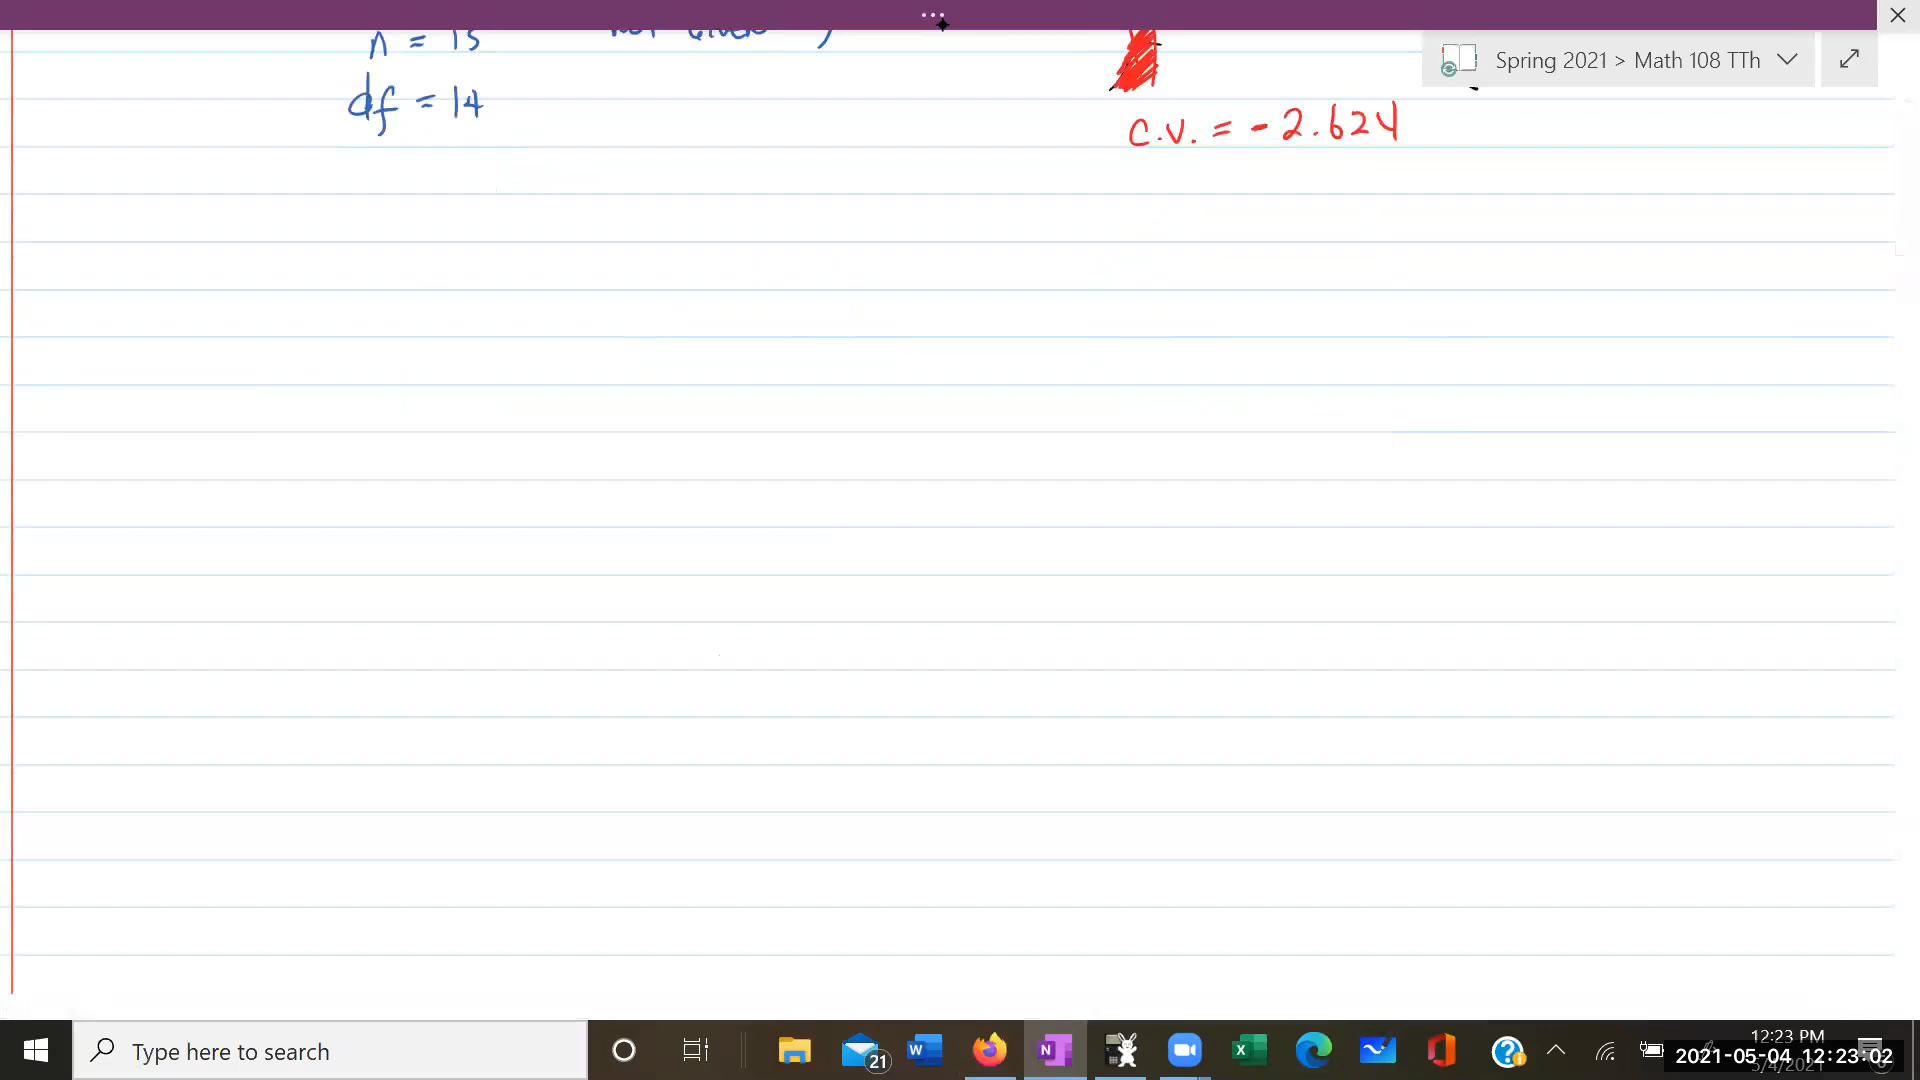 n = 15
Spring 2021 > Math 108 TTh
df = 14
c.v. = -2.624
Type here to search
21
12:23 PM
2021-05-04 12:23:02